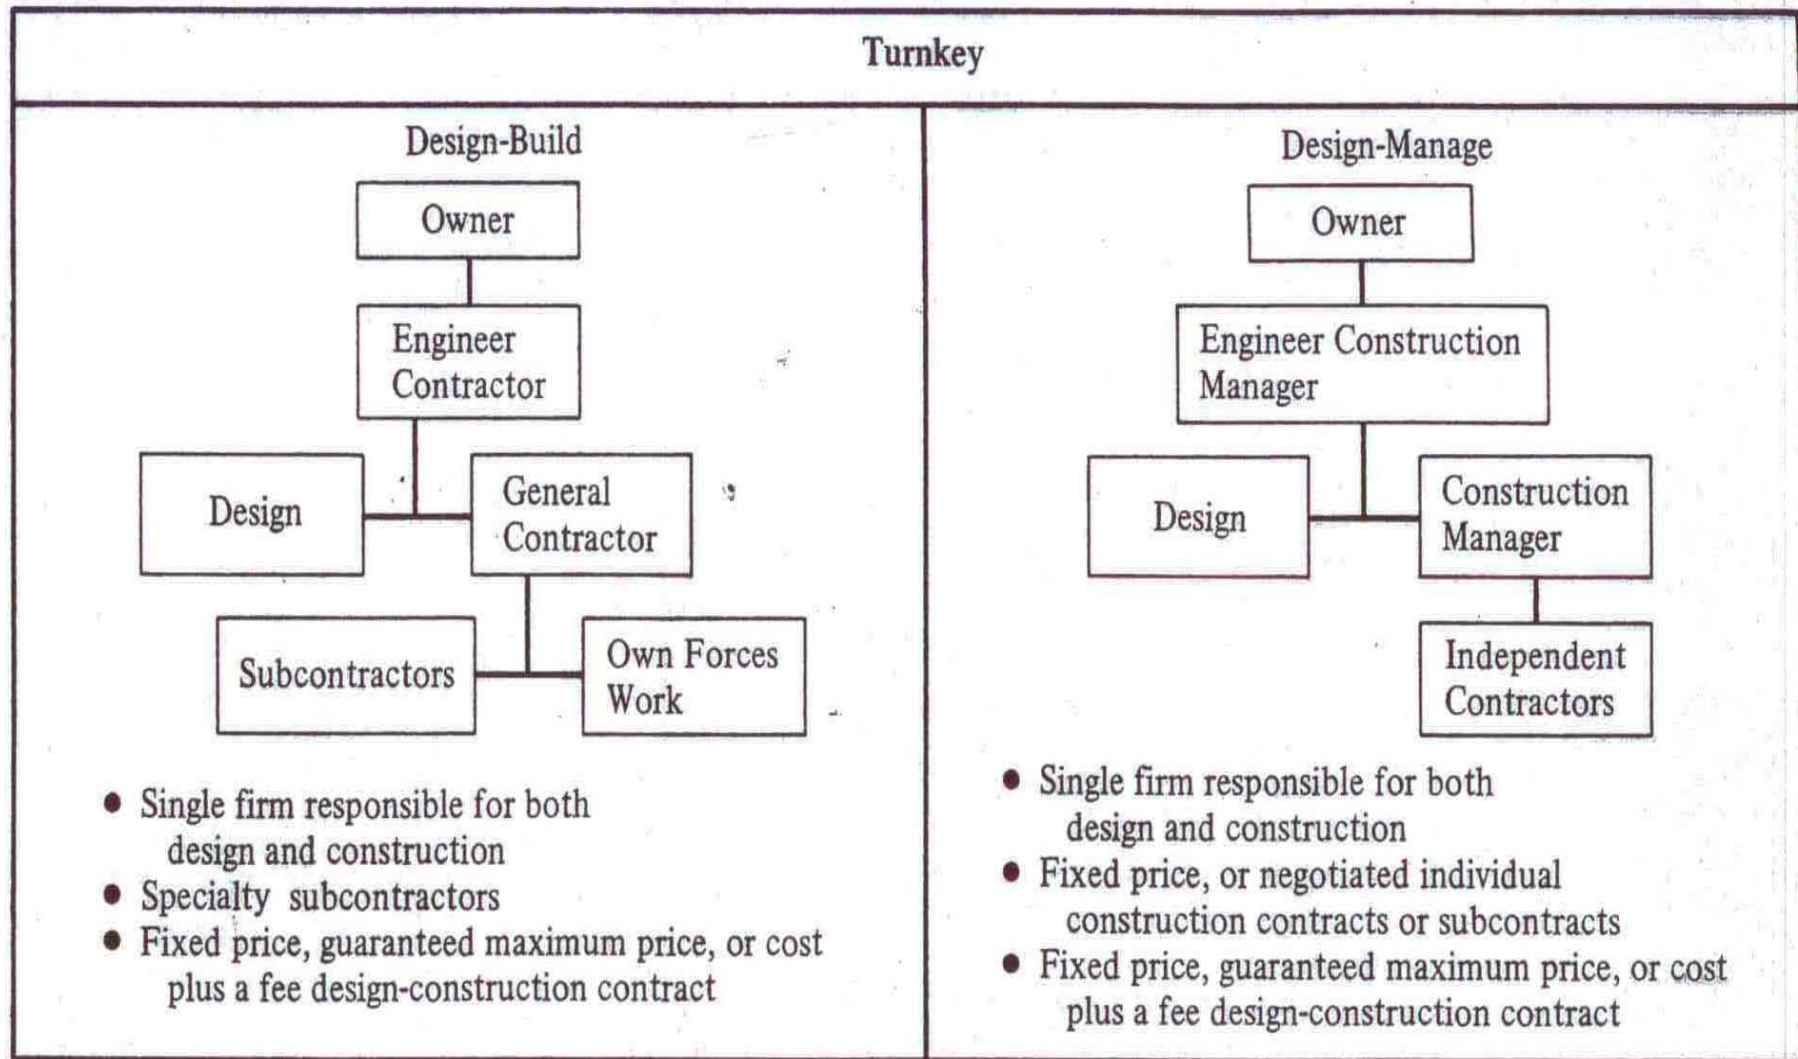 Turnkey
Design-Build
Owner
Engineer
Contractor
Design
General
Contractor
Subcontractors
Own Forces
Work
● Single firm responsible for both
design and construction
● Specialty subcontractors
● Fixed price, guaranteed maximum price, or cost
plus a fee design-construction contract
Design-Manage
Owner
Engineer Construction
Manager
Design
Construction
Manager
Independent
Contractors
● Single firm responsible for both
design and construction
● Fixed price, or negotiated individual
construction contracts or subcontracts
● Fixed price, guaranteed maximum price, or cost
plus a fee design-construction contract